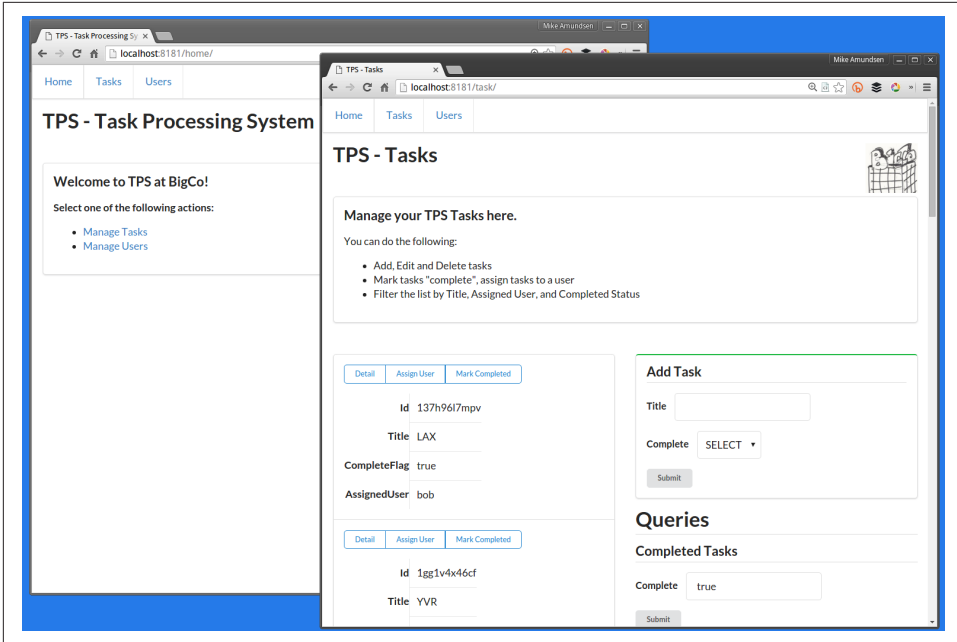 Mike Amundsen
TPS - Task Processing Sy
localhost:8181/home/
Home Tasks Users
TPS - Task Processing System
Welcome to TPS at BigCo!
Select one of the following actions:
Manage Tasks
Manage Users
Mike Amundsen
TPS - Tasks
localhost:8181/task/
Home Tasks Users
TPS - Tasks
BigCo
Manage your TPS Tasks here.
You can do the following:
Add, Edit and Delete tasks
Mark tasks "complete", assign tasks to a user
Filter the list by Title, Assigned User, and Completed Status
Detail Assign User Mark Completed
Id 137h96l7mpv
Title LAX
CompleteFlag true
AssignedUser bob
Detail Assign User Mark Completed
Id 1gg1v4x46cf
Title YVR
Add Task
Title
Complete SELECT
Submit
Queries
Completed Tasks
Complete true
Submit